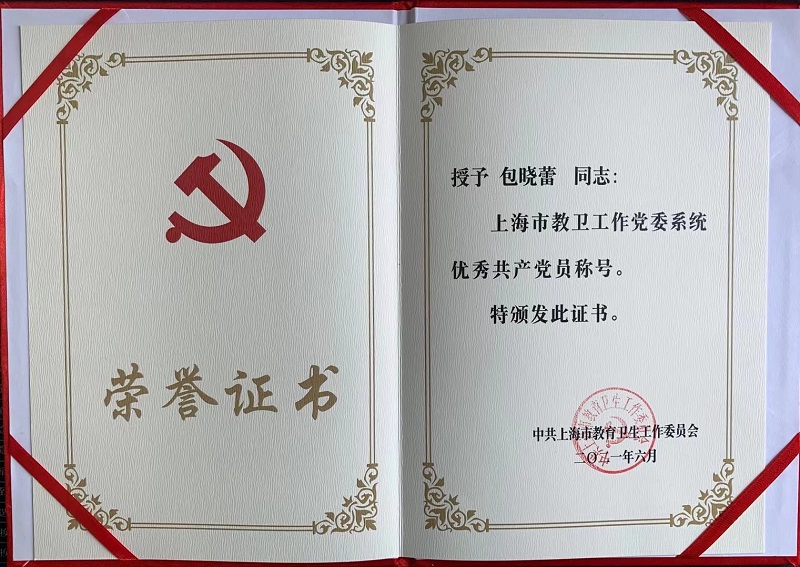 荣誉证书
授予 包晓蕾 同志：
上海市教卫工作党委系统
优秀共产党员称号。
特颁发此证书。
中共上海市教育卫生工作委员会
二〇二一年六月